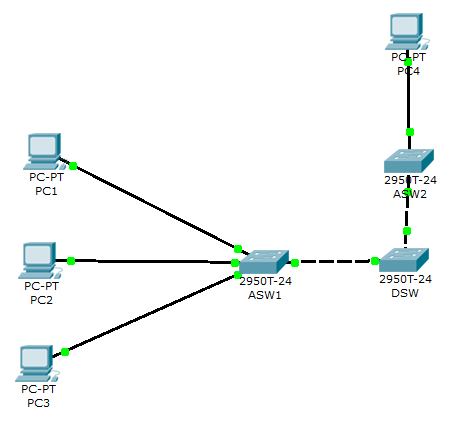 PC-PT
PC4
2950T-24
ASW2
PC-PT
PC1
PC-PT
PC2
2950T-24
ASW1
2950T-24
DSW
PC-PT
PC3